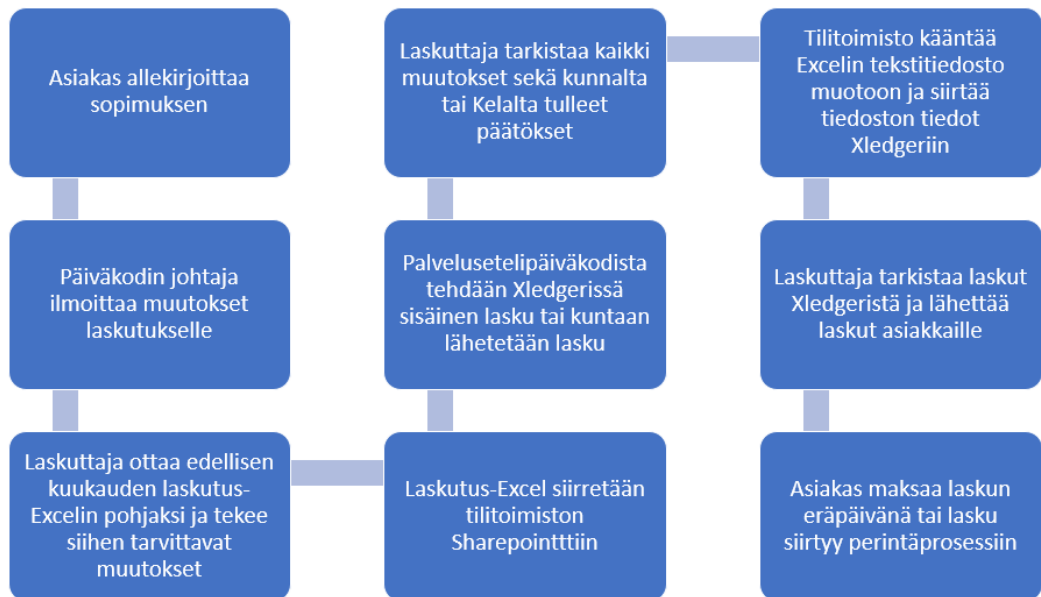 Asiakas allekirjoittaa
sopimuksen
Päiväkodin johtaja
ilmoittaa muutokset
laskutukselle
Laskuttaja ottaa edellisen
kuukauden laskutus-
Excelin pohjaksi ja tekee
siihen tarvittavat
muutokset
Laskutus-Excel siirretään
tilitoimiston
Sharepointttiin
Palvelusetelipäiväkodista
tehdään Xledgerissä
sisäinen lasku tai kuntaan
lähetetään lasku
Laskuttaja tarkistaa kaikki
muutokset sekä kunnalta
tai Kelalta tulleet
päätökset
Tilitoimisto kääntää
Excelin tekstitiedosto
muotoon ja siirtää
tiedoston tiedot
Xledgeriin
Laskuttaja tarkistaa laskut
Xledgeristä ja lähettää
laskut asiakkaille
Asiakas maksaa laskun
eräpäivänä tai lasku
siirtyy perintäprosessiin